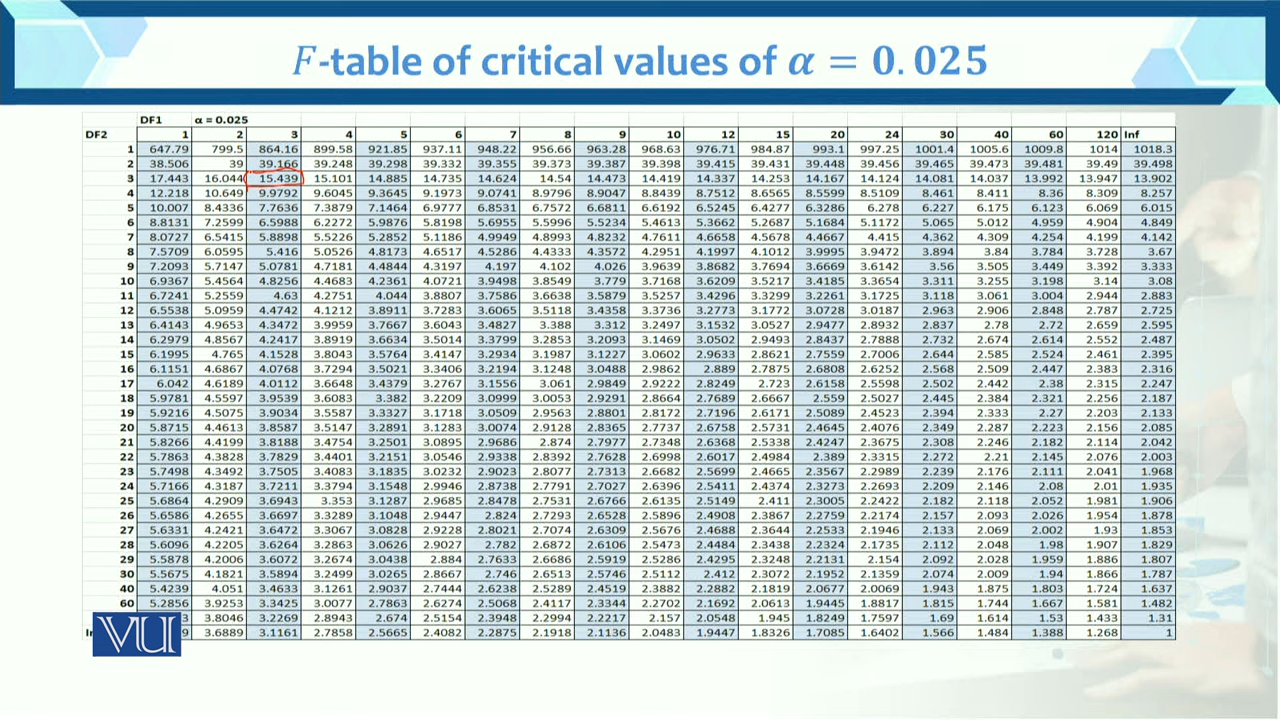 F-table of critical values of α = 0.025
DF1 α = 0.025
DF2 1 2 3 4 5 6 7 8 9 10 12 15 20 24 30 40 60 120 Inf
1 647.79 799.5 864.16 899.58 921.85 937.11 948.22 956.66 963.28 968.63 976.71 984.87 993.1 997.25 1001.4 1005.6 1009.8 1014 1018.3
2 38.506 39 39.166 39.248 39.298 39.332 39.355 39.373 39.387 39.398 39.415 39.431 39.448 39.456 39.465 39.473 39.481 39.49 39.498
3 17.443 16.044 15.439 15.101 14.885 14.735 14.624 14.54 14.473 14.419 14.337 14.253 14.167 14.124 14.081 14.037 13.992 13.947 13.902
4 12.218 10.649 9.9792 9.6045 9.3645 9.1973 9.0741 8.9796 8.9047 8.8439 8.7512 8.6565 8.5599 8.5109 8.461 8.411 8.36 8.309 8.257
5 10.007 8.4336 7.7636 7.3879 7.1464 6.9777 6.8531 6.7572 6.6811 6.6192 6.5245 6.4277 6.3286 6.278 6.227 6.175 6.123 6.069 6.015
6 8.8131 7.2599 6.5988 6.2272 5.9876 5.8198 5.6955 5.5996 5.5234 5.4613 5.3662 5.2687 5.1684 5.1172 5.065 5.012 4.959 4.904 4.849
7 8.0727 6.5415 5.8898 5.5226 5.2852 5.1186 4.9949 4.8993 4.8232 4.7611 4.6658 4.5678 4.4667 4.415 4.362 4.309 4.254 4.199 4.142
8 7.5709 6.0595 5.416 5.0526 4.8173 4.6517 4.5286 4.4333 4.3572 4.2951 4.1997 4.1012 3.9995 3.9472 3.894 3.84 3.784 3.728 3.67
9 7.2093 5.7147 5.0781 4.7181 4.4844 4.3197 4.197 4.102 4.026 3.9639 3.8682 3.7694 3.6669 3.6142 3.56 3.505 3.449 3.392 3.333
10 6.9367 5.4564 4.8256 4.4683 4.2361 4.0721 3.9498 3.8549 3.779 3.7168 3.6209 3.5217 3.4185 3.3654 3.311 3.255 3.198 3.14 3.08
11 6.7241 5.2559 4.63 4.2751 4.044 3.8807 3.7586 3.6638 3.5879 3.5257 3.4296 3.3299 3.2261 3.1725 3.118 3.061 3.004 2.944 2.883
12 6.5538 5.0959 4.4742 4.1212 3.8911 3.7283 3.6065 3.5118 3.4358 3.3736 3.2773 3.1772 3.0728 3.0187 2.963 2.906 2.848 2.787 2.725
13 6.4143 4.9653 4.3472 3.9959 3.7667 3.6043 3.4827 3.388 3.312 3.2497 3.1532 3.0527 2.9477 2.8932 2.837 2.78 2.72 2.659 2.595
14 6.2979 4.8567 4.2417 3.8919 3.6634 3.5014 3.3799 3.2853 3.2093 3.1469 3.0502 2.9493 2.8437 2.7888 2.732 2.674 2.614 2.552 2.487
15 6.1995 4.765 4.1528 3.8043 3.5764 3.4147 3.2934 3.1987 3.1227 3.0602 2.9633 2.8621 2.7559 2.7006 2.644 2.585 2.524 2.461 2.395
16 6.1151 4.6867 4.0768 3.7294 3.5021 3.3406 3.2194 3.1248 3.0488 2.9862 2.889 2.7875 2.6808 2.6252 2.568 2.509 2.447 2.383 2.316
17 6.042 4.6189 4.0112 3.6648 3.4379 3.2767 3.1556 3.061 2.9849 2.9222 2.8249 2.723 2.6158 2.5598 2.502 2.442 2.38 2.315 2.247
18 5.9781 4.5597 3.9539 3.6083 3.382 3.2209 3.0999 3.0053 2.9291 2.8664 2.7689 2.6667 2.559 2.5027 2.445 2.384 2.321 2.256 2.187
19 5.9216 4.5075 3.9034 3.5587 3.3327 3.1718 3.0509 2.9563 2.8801 2.8172 2.7196 2.6171 2.5089 2.4523 2.394 2.333 2.27 2.203 2.133
20 5.8715 4.4613 3.8587 3.5147 3.2891 3.1283 3.0074 2.9128 2.8365 2.7737 2.6758 2.5731 2.4645 2.4076 2.349 2.287 2.223 2.156 2.085
21 5.8266 4.4199 3.8188 3.4754 3.2501 3.0895 2.9686 2.874 2.7977 2.7348 2.6368 2.5338 2.4247 2.3675 2.308 2.246 2.182 2.114 2.042
22 5.7863 4.3828 3.7829 3.4401 3.2151 3.0546 2.9338 2.8392 2.7628 2.6998 2.6017 2.4984 2.389 2.3315 2.272 2.21 2.145 2.076 2.003
23 5.7498 4.3492 3.7505 3.4083 3.1835 3.0232 2.9023 2.8077 2.7313 2.6682 2.5699 2.4665 2.3567 2.2989 2.239 2.176 2.111 2.041 1.968
24 5.7166 4.3187 3.7211 3.3794 3.1548 2.9946 2.8738 2.7791 2.7027 2.6396 2.5411 2.4374 2.3273 2.2693 2.209 2.146 2.08 2.01 1.935
25 5.6864 4.2909 3.6943 3.353 3.1287 2.9685 2.8478 2.7531 2.6766 2.6135 2.5149 2.411 2.3005 2.2422 2.182 2.118 2.052 1.981 1.906
26 5.6586 4.2655 3.6697 3.3289 3.1048 2.9447 2.824 2.7293 2.6528 2.5896 2.4908 2.3867 2.2759 2.2174 2.157 2.093 2.026 1.954 1.878
27 5.6331 4.2421 3.6472 3.3067 3.0828 2.9228 2.8021 2.7074 2.6309 2.5676 2.4688 2.3644 2.2533 2.1946 2.133 2.069 2.002 1.93 1.853
28 5.6096 4.2205 3.6264 3.2863 3.0626 2.9027 2.782 2.6872 2.6106 2.5473 2.4484 2.3438 2.2324 2.1735 2.112 2.048 1.98 1.907 1.829
29 5.5878 4.2006 3.6072 3.2674 3.0438 2.884 2.7633 2.6686 2.5919 2.5286 2.4295 2.3248 2.2131 2.154 2.092 2.028 1.959 1.886 1.807
30 5.5675 4.1821 3.5894 3.2499 3.0265 2.8667 2.746 2.6513 2.5746 2.5112 2.412 2.3072 2.1952 2.1359 2.074 2.009 1.94 1.866 1.787
40 5.4239 4.051 3.4633 3.1261 2.9037 2.7444 2.6238 2.5289 2.4519 2.3882 2.2882 2.1819 2.0677 2.0069 1.943 1.875 1.803 1.724 1.637
60 5.2856 3.9253 3.3425 3.0077 2.7863 2.6274 2.5068 2.4117 2.3344 2.2702 2.1692 2.0613 1.9445 1.8817 1.815 1.744 1.667 1.581 1.482
3.8046 3.2269 2.8943 2.674 2.5154 2.3948 2.2994 2.2217 2.157 2.0548 1.945 1.8249 1.7597 1.69 1.614 1.53 1.433 1.31
3.6889 3.1161 2.7858 2.5665 2.4082 2.2875 2.1918 2.1136 2.0483 1.9447 1.8326 1.7085 1.6402 1.566 1.484 1.388 1.268 1
VU